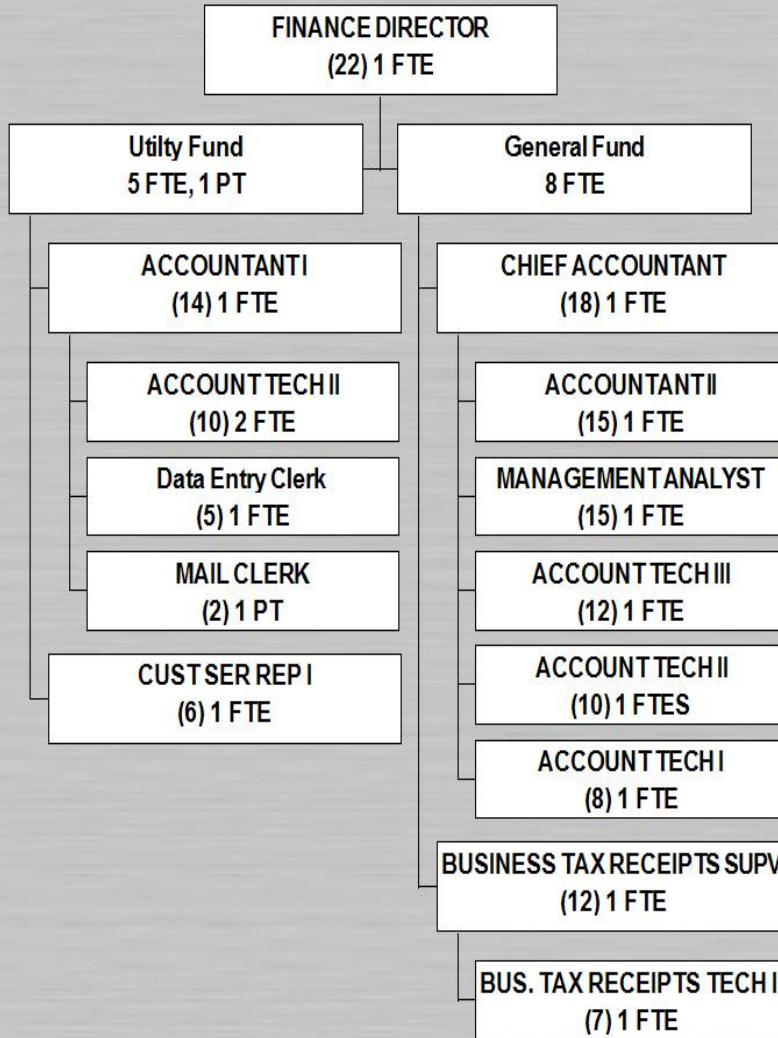 FINANCE DIRECTOR
(22) 1 FTE
Utilty Fund
5 FTE, 1 PT
General Fund
8 FTE
ACCOUNTANT I
(14) 1 FTE
ACCOUNT TECH II
(10) 2 FTE
Data Entry Clerk
(5) 1 FTE
MAIL CLERK
(2) 1 PT
CUST SER REP I
(6) 1 FTE
CHIEF ACCOUNTANT
(18) 1 FTE
ACCOUNTANT II
(15) 1 FTE
MANAGEMENT ANALYST
(15) 1 FTE
ACCOUNT TECH III
(12) 1 FTE
ACCOUNT TECH II
(10) 1 FTES
ACCOUNT TECH I
(8) 1 FTE
BUSINESS TAX RECEIPTS SUPV
(12) 1 FTE
BUS. TAX RECEIPTS TECH I
(7) 1 FTE